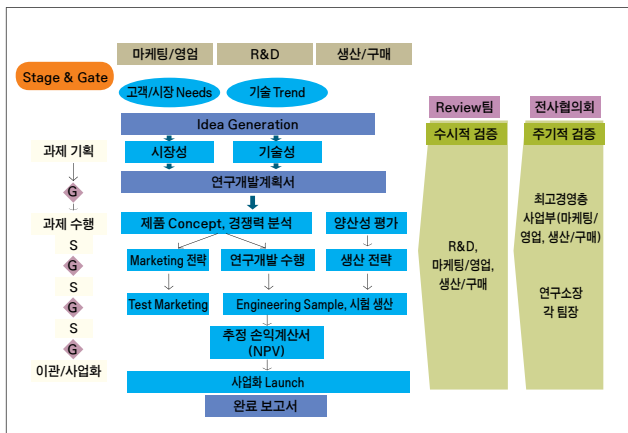 마케팅/영업
R&D
생산/구매
Stage & Gate
고객/시장 Needs
기술 Trend
Review팀
전사협의회
Idea Generation
수시적 검증
주기적 검증
과제 기획
시장성
기술성
연구개발계획서
G
과제 수행
제품 Concept, 경쟁력 분석
양산성 평가
S
G
Marketing 전략
연구개발 수행
생산 전략
S
G
Test Marketing
Engineering Sample, 시험 생산
S
G
추정 손익계산서
(NPV)
이관/사업화
사업화 Launch
완료 보고서
R&D,
마케팅/영업,
생산/구매
최고경영층
사업부(마케팅/
영업, 생산/구매)
연구소장
각 팀장